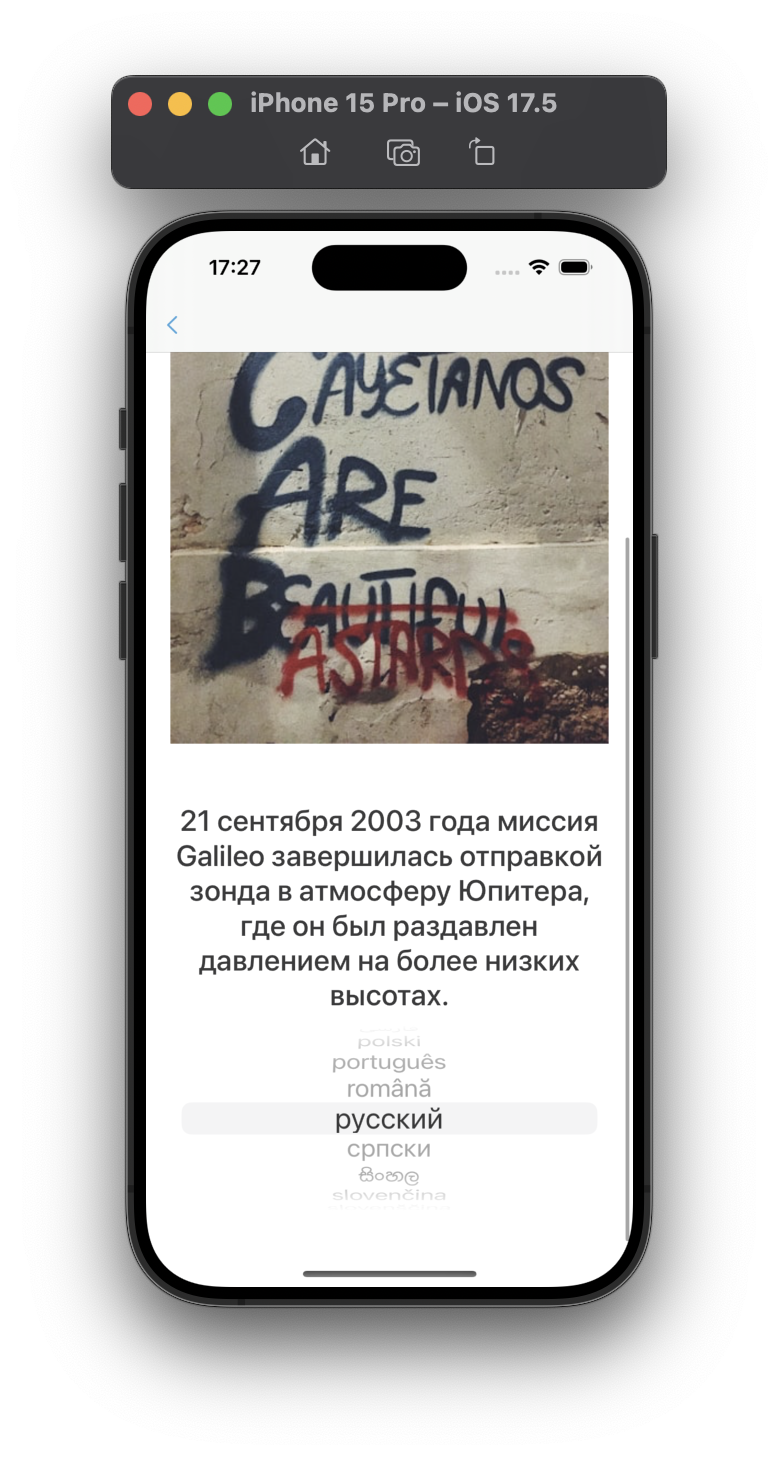 iPhone 15 Pro – iOS 17.5
17:27
CAYETANOS
ARE
BEAUTIFUL
ASTARDS
21 сентября 2003 года миссия
Galileo завершилась отправкой
зонда в атмосферу Юпитера,
где он был раздавлен
давлением на более низких
высотах.
polski
português
română
русский
српски
සිංහල
slovenčina